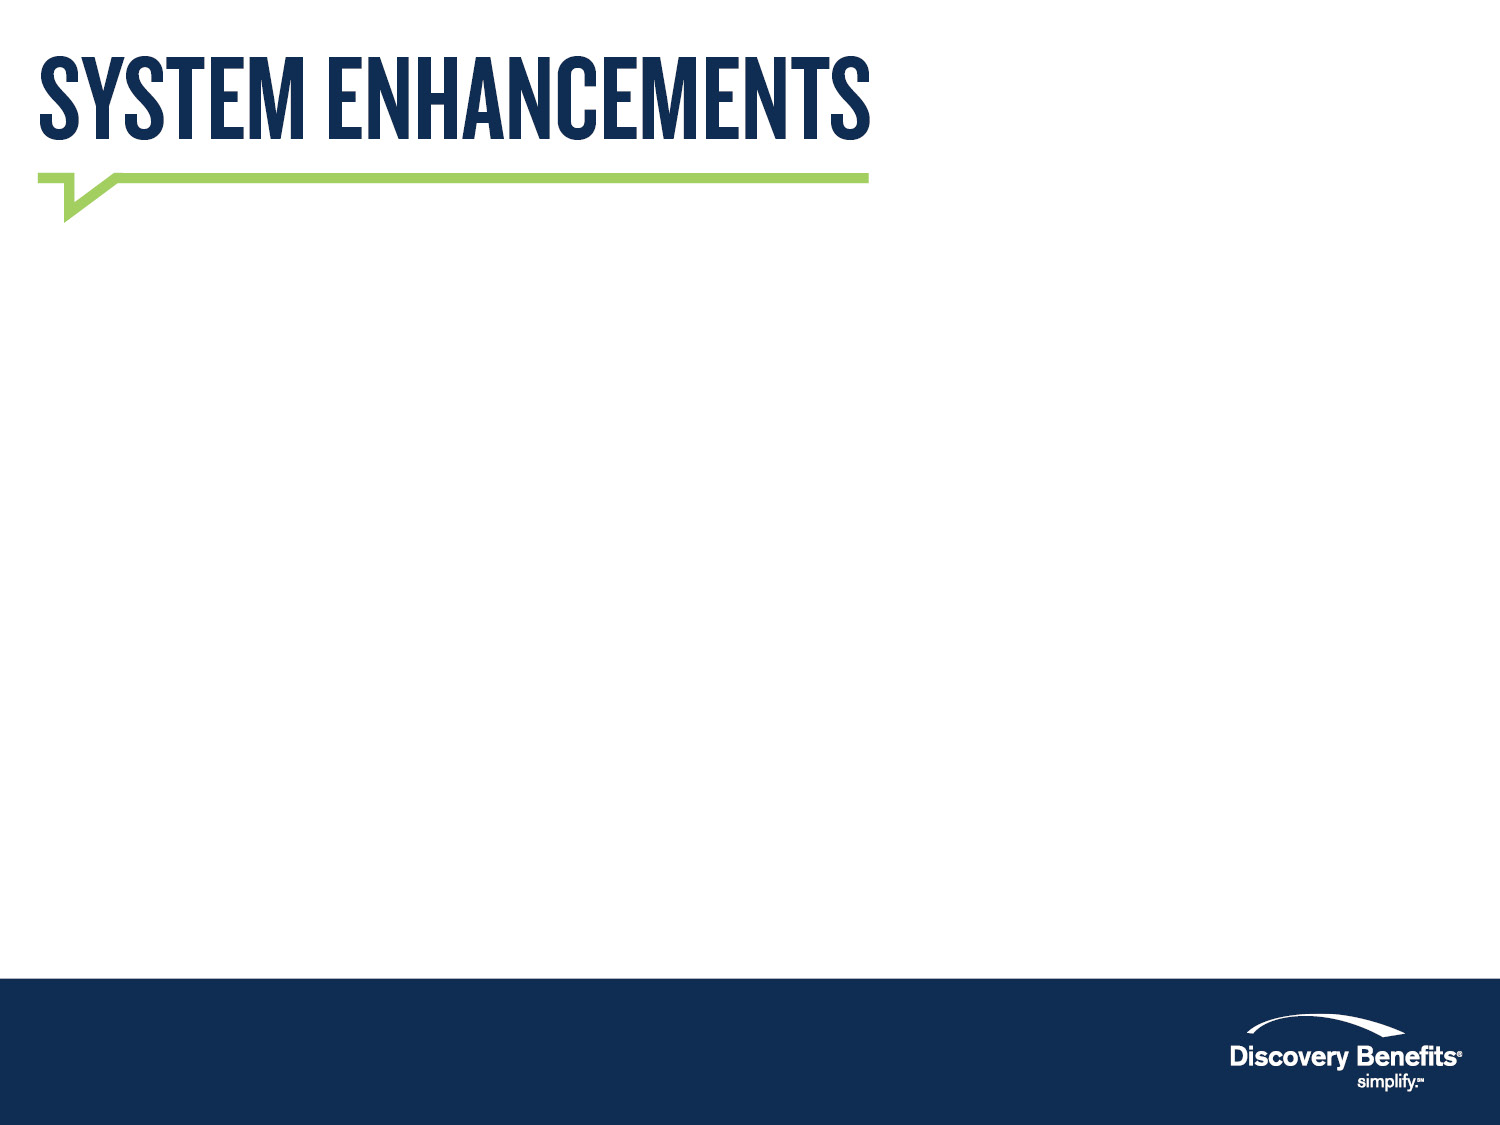 SYSTEM ENHANCEMENTS
Discovery Benefits®
simplify.℠